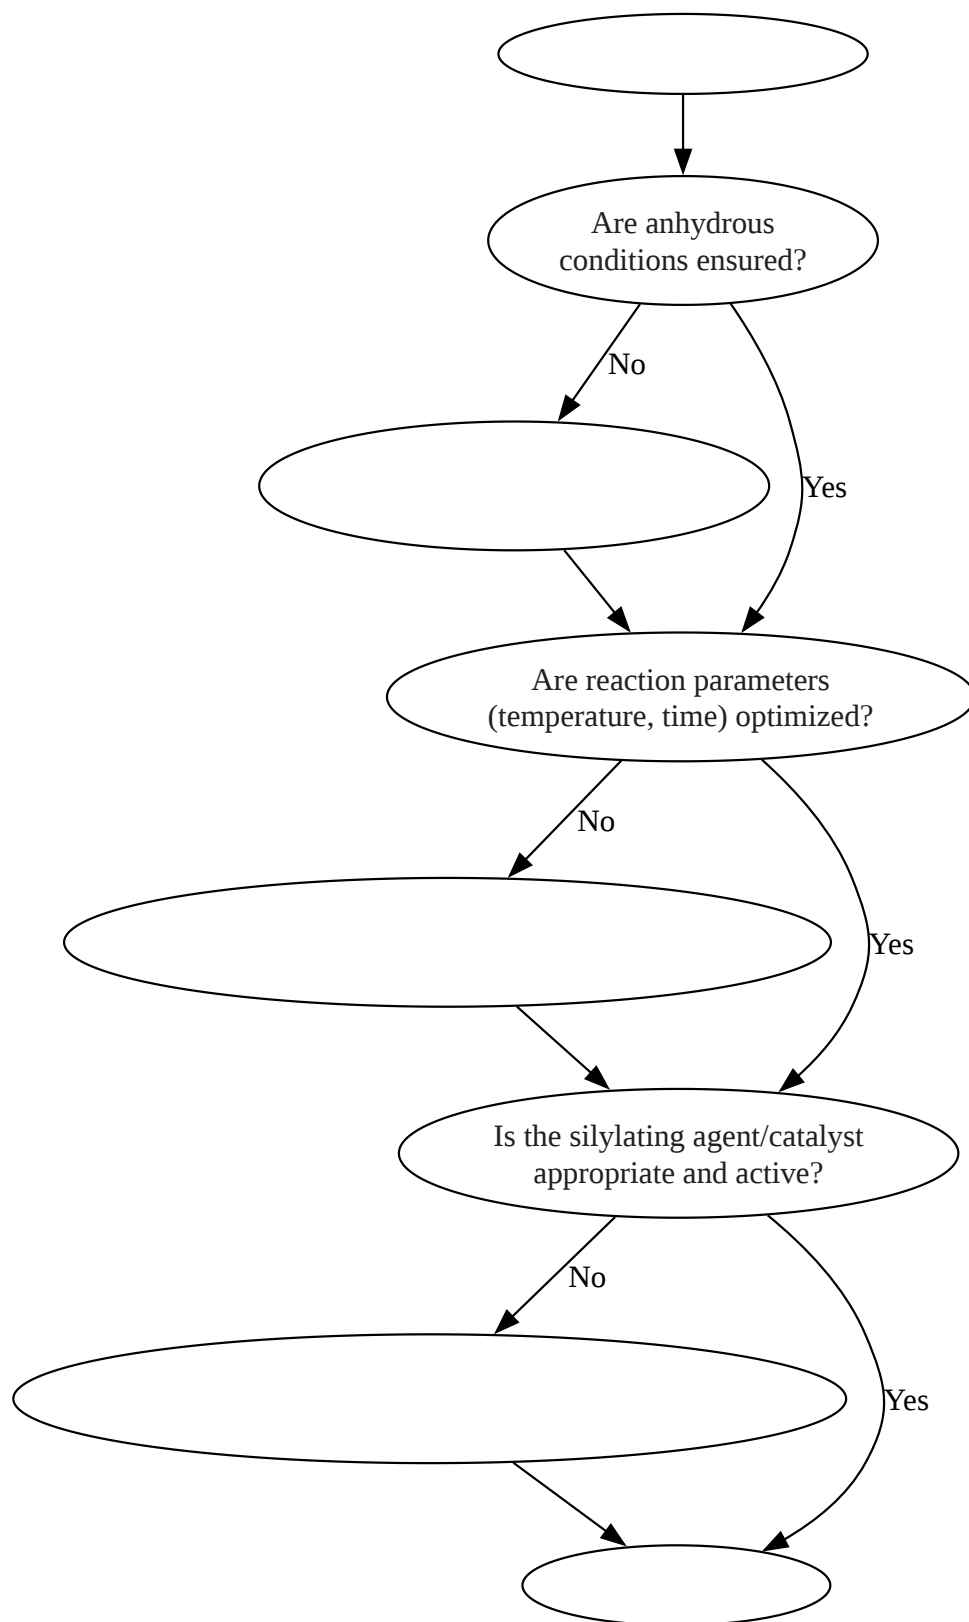 Are anhydrous
conditions ensured?
No
Yes
Are reaction parameters
(temperature, time) optimized?
No
Yes
Is the silylating agent/catalyst
appropriate and active?
No
Yes